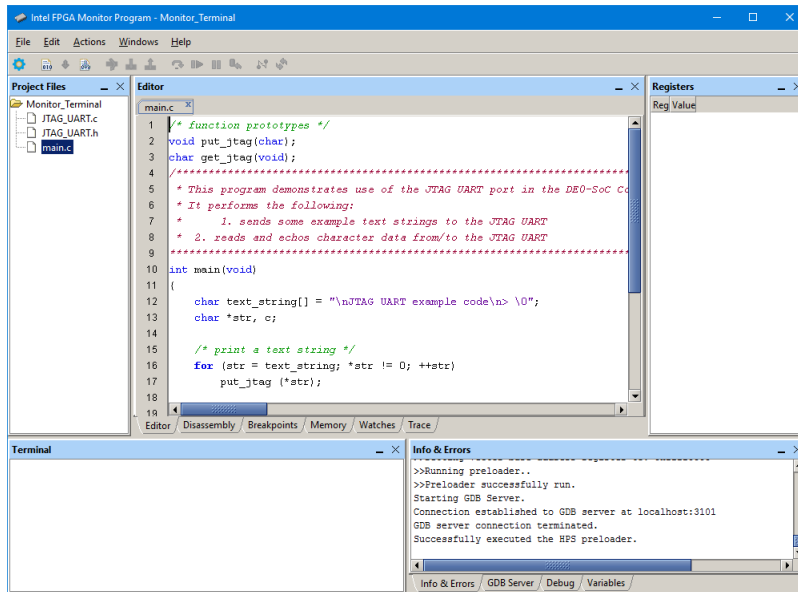 Intel FPGA Monitor Program - Monitor_Terminal
File Edit Actions Windows Help
Project Files
Monitor_Terminal
JTAG_UART.c
JTAG_UART.h
main.c
Editor
main.c
1 /* function prototypes */
2 void put_jtag(char);
3 char get_jtag(void);
4 /*******************************************************************
5 * This program demonstrates use of the JTAG UART port in the DE0-SoC Co
6 * It performs the following:
7 * 1. sends some example text strings to the JTAG UART
8 * 2. reads and echos character data from/to the JTAG UART
9 ********************************************************************
10 int main(void)
11 {
12 char text_string[] = "\nJTAG UART example code\n> \0";
13 char *str, c;
14
15 /* print a text string */
16 for (str = text_string; *str != 0; ++str)
17 put_jtag (*str);
18
19
Editor Disassembly Breakpoints Memory Watches Trace
Registers
Reg Value
Terminal
Info & Errors
>>Running preloader..
>>Preloader successfully run.
Starting GDB Server.
Connection established to GDB server at localhost:3101
GDB server connection terminated.
Successfully executed the HPS preloader.
Info & Errors GDB Server Debug Variables